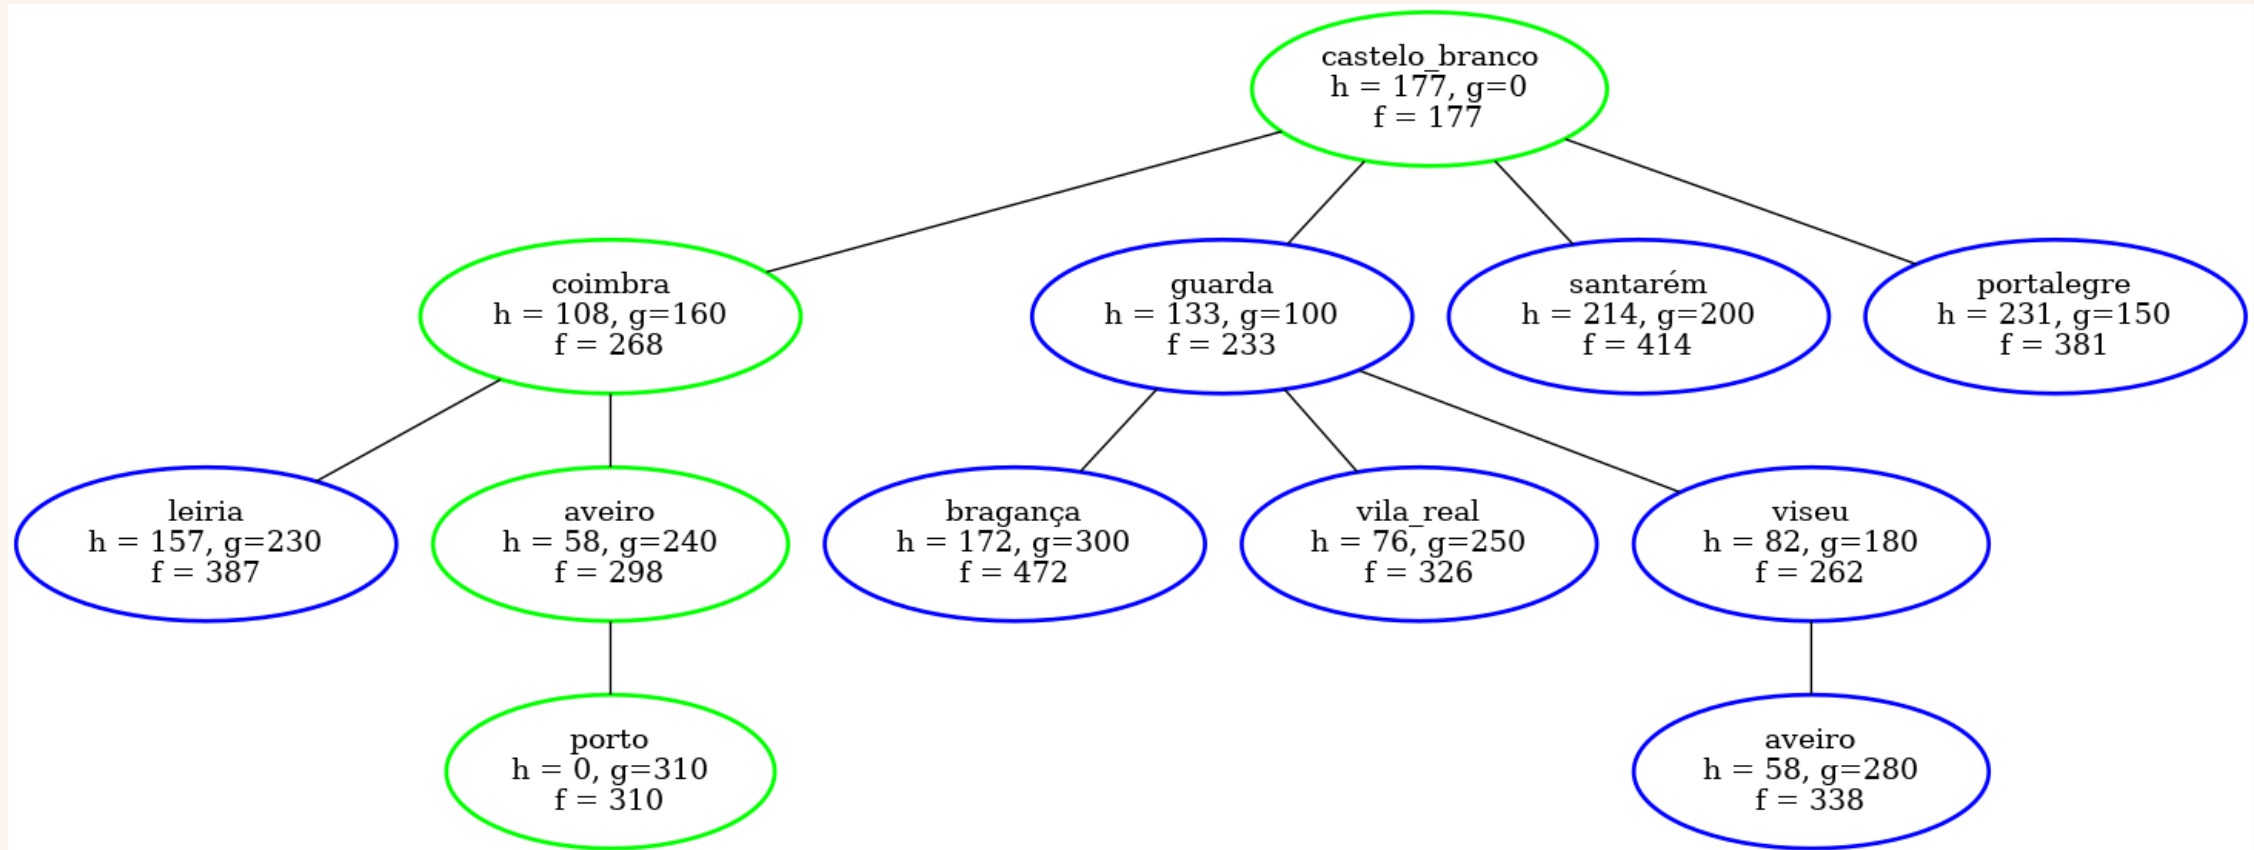 castelo_branco
h = 177, g=0
f = 177
coimbra
h = 108, g=160
f = 268
guarda
h = 133, g=100
f = 233
santarém
h = 214, g=200
f = 414
portalegre
h = 231, g=150
f = 381
leiria
h = 157, g=230
f = 387
aveiro
h = 58, g=240
f = 298
bragança
h = 172, g=300
f = 472
vila_real
h = 76, g=250
f = 326
viseu
h = 82, g=180
f = 262
porto
h = 0, g=310
f = 310
aveiro
h = 58, g=280
f = 338